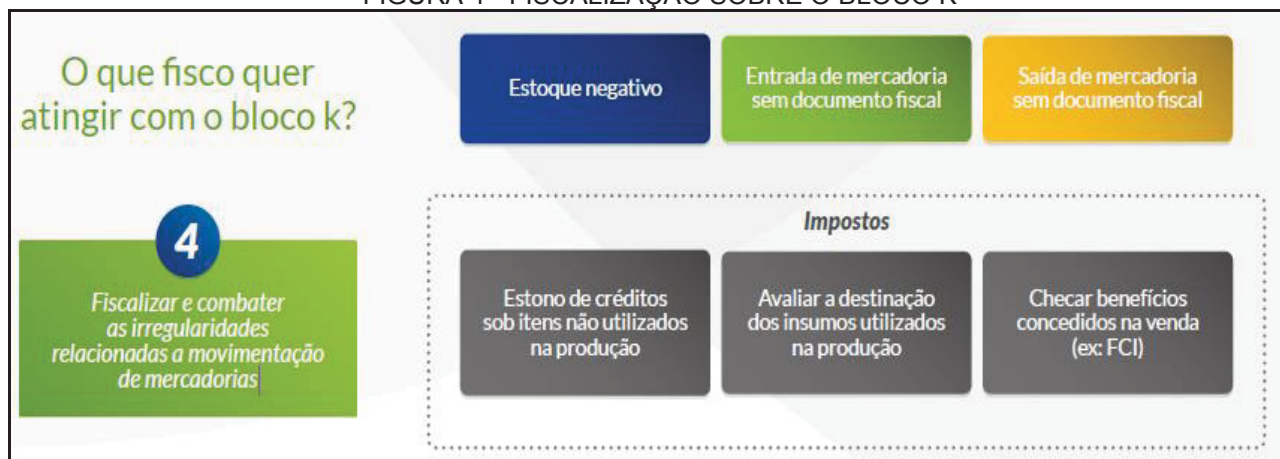 O que fisco quer
atingir com o bloco k?
Estoque negativo
Entrada de mercadoria
sem documento fiscal
Saída de mercadoria
sem documento fiscal
4
Fiscalizar e combater
as irregularidades
relacionadas a movimentação
de mercadorias
Impostos
Estono de créditos
sob itens não utilizados
na produção
Avaliar a destinação
dos insumos utilizados
na produção
Checar benefícios
concedidos na venda
(ex: FCI)